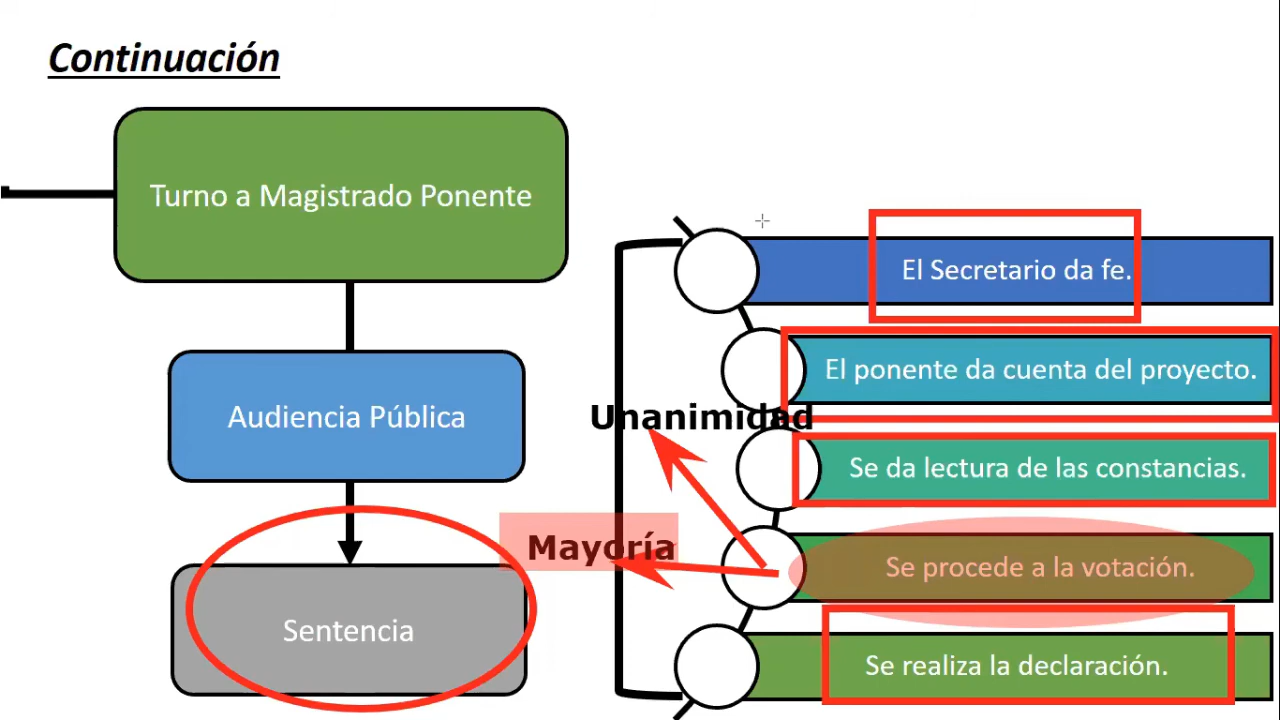 Continuación
Turno a Magistrado Ponente
Audiencia Pública
Sentencia
El Secretario da fe.
El ponente da cuenta del proyecto.
Unanimidad
Se da lectura de las constancias.
Mayoría
Se procede a la votación.
Se realiza la declaración.